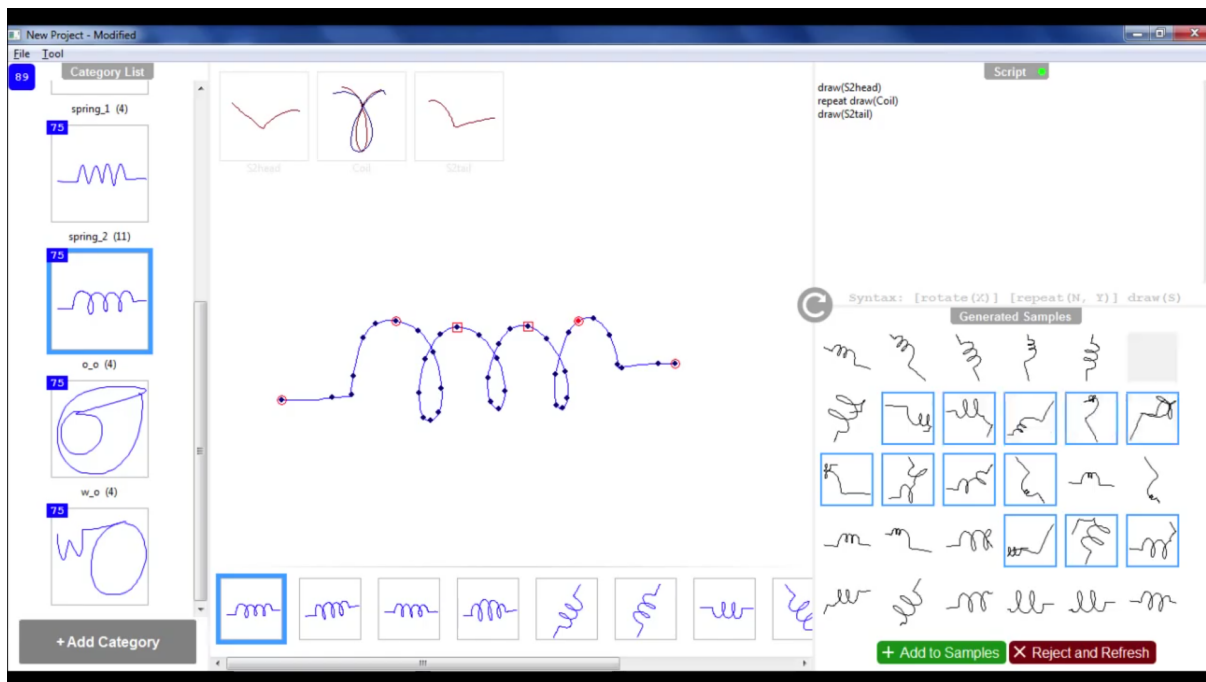 New Project - Modified
File Tool
89
Category List
spring_1 (4)
75
spring_2 (11)
75
o_o (4)
75
w_o (4)
75
+Add Category
S2head
Coil
S2tail
Script
draw(S2head)
repeat draw(Coil)
draw(S2tail)
Syntax: [rotate(X)] [repeat(N, Y)] draw(S)
Generated Samples
+ Add to Samples
X Reject and Refresh